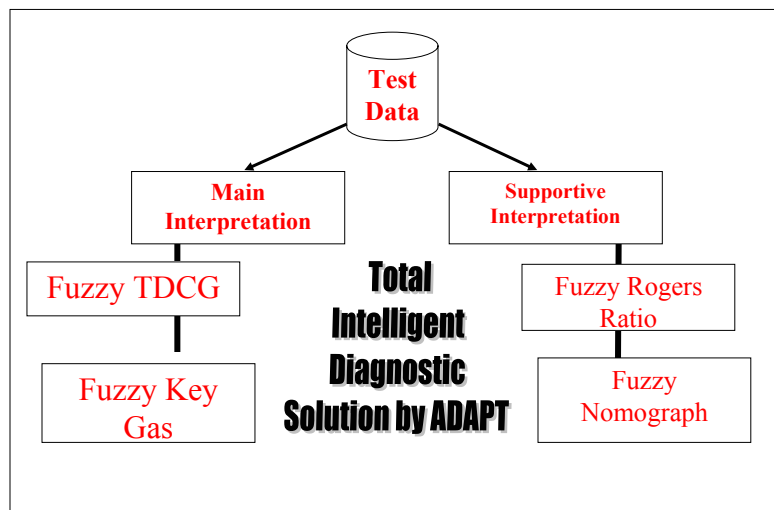 Test
Data
Main
Interpretation
Supportive
Interpretation
Fuzzy TDCG
Fuzzy Key
Gas
Total
Intelligent
Diagnostic
Solution by ADAPT
Fuzzy Rogers
Ratio
Fuzzy
Nomograph